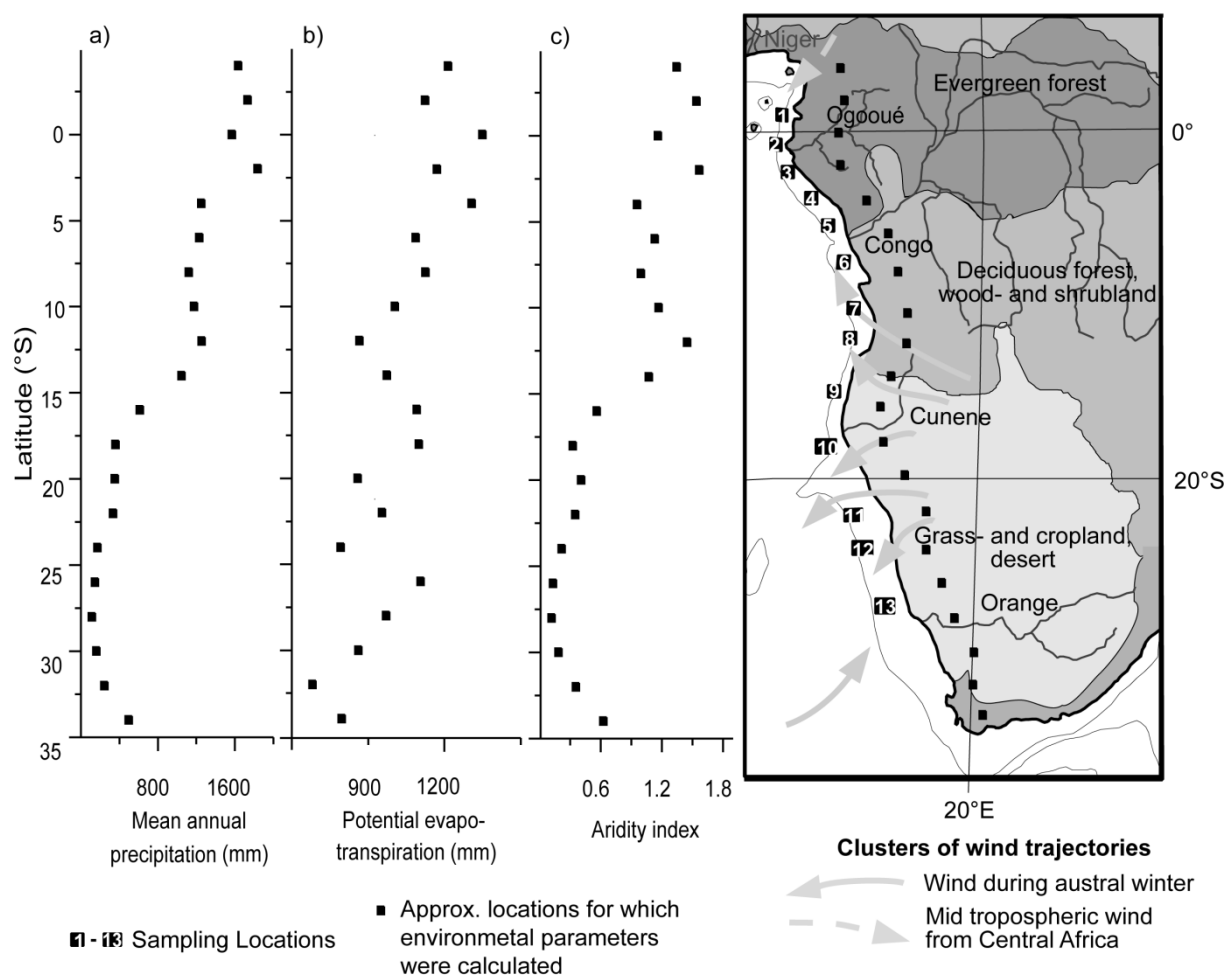 a)
b)
c)
Latitude (°S)
0
5
10
15
20
25
30
35
800 1600
Mean annual
precipitation (mm)
900 1200
Potential evapo-
transpiration (mm)
0.6 1.2 1.8
Aridity index
Niger
Evergreen forest
Ogooué
Congo
Deciduous forest,
wood- and shrubland
Cunene
Grass- and cropland,
desert
Orange
1
2
3
4
5
6
7
8
9
10
11
12
13
0°
20°S
20°E
Clusters of wind trajectories
Wind during austral winter
Mid tropospheric wind
from Central Africa
1 - 13 Sampling Locations
Approx. locations for which
environmetal parameters
were calculated